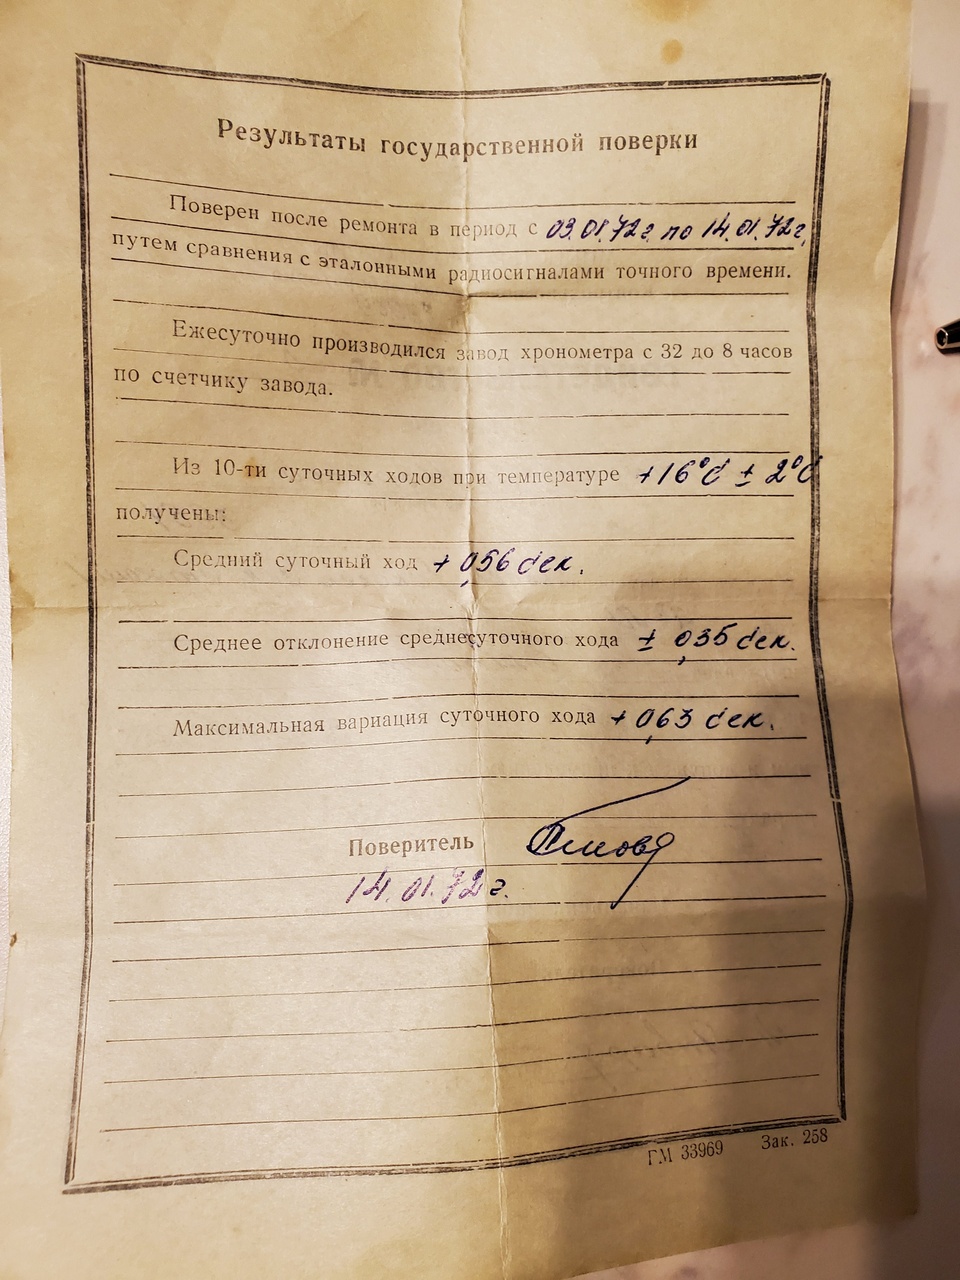 Результаты государственной поверки
Поверен после ремонта в период с 03.01.72г. по 14.01.72г.
путем сравнения с эталонными радиосигналами точного времени.
Ежесуточно производился завод хронометра с 32 до 8 часов
по счетчику завода.
Из 10-ти суточных ходов при температуре +16°С ± 2°С
получены:
Средний суточный ход + 0,56 сек.
Среднее отклонение среднесуточного хода ± 0,35 сек.
Максимальная вариация суточного хода + 0,63 сек.
Поверитель
14.01.72г.
ГМ 33969 Зак. 258